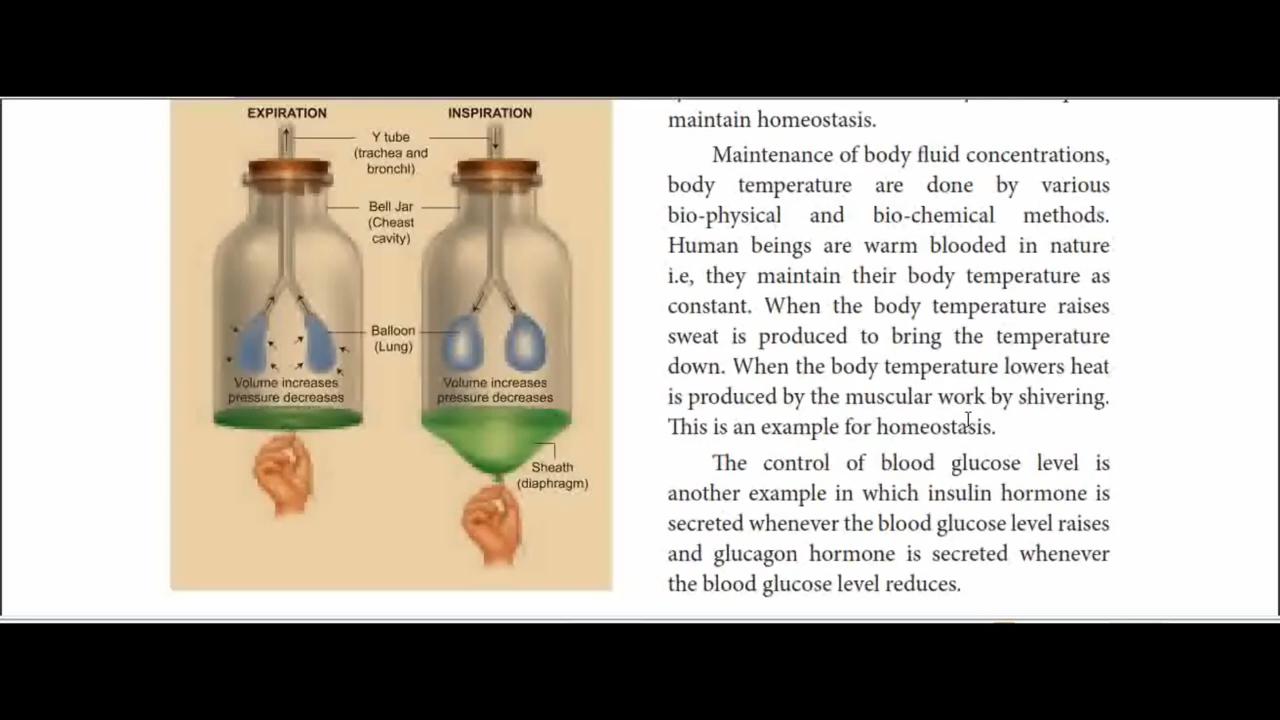 EXPIRATION
INSPIRATION
Y tube
(trachea and
bronchI)
Bell Jar
(Cheast
cavity)
Balloon
(Lung)
Volume increases
pressure decreases
Volume increases
pressure decreases
Sheath
(diaphragm)
maintain homeostasis.
Maintenance of body fluid concentrations,
body temperature are done by various
bio-physical and bio-chemical methods.
Human beings are warm blooded in nature
i.e, they maintain their body temperature as
constant. When the body temperature raises
sweat is produced to bring the temperature
down. When the body temperature lowers heat
is produced by the muscular work by shivering.
This is an example for homeostasis.
The control of blood glucose level is
another example in which insulin hormone is
secreted whenever the blood glucose level raises
and glucagon hormone is secreted whenever
the blood glucose level reduces.